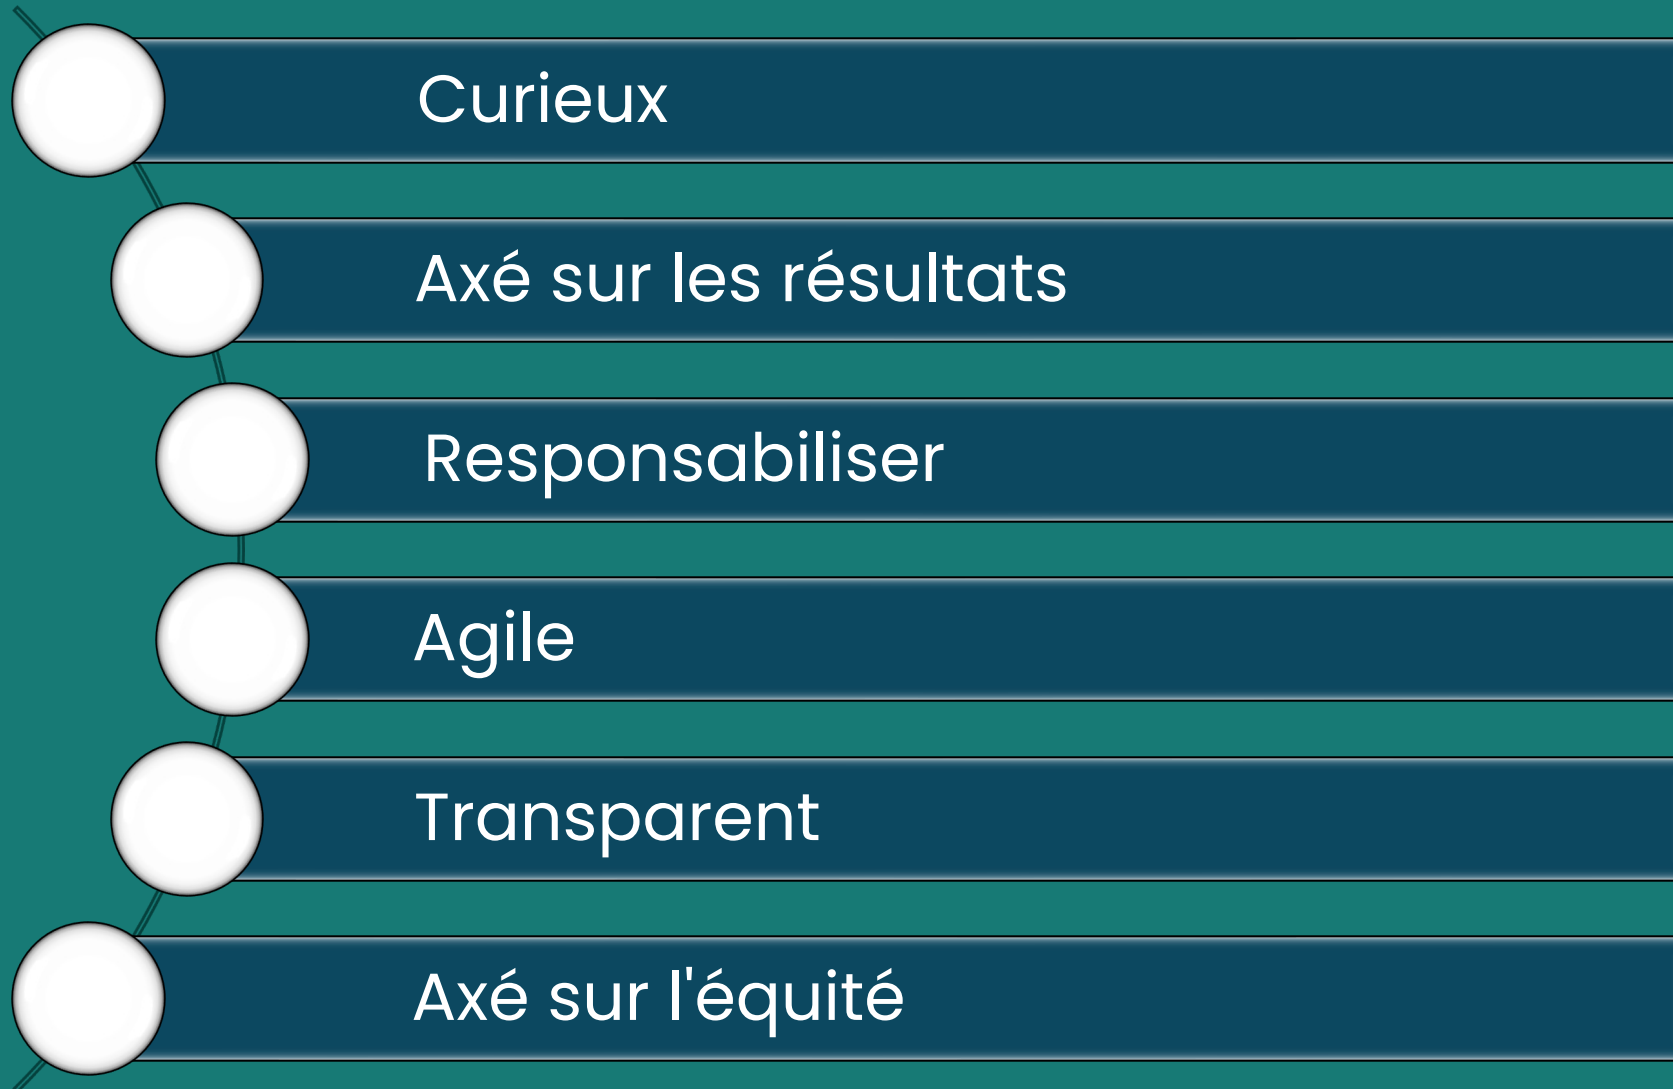 Curieux
Axé sur les résultats
Responsabiliser
Agile
Transparent
Axé sur l'équité